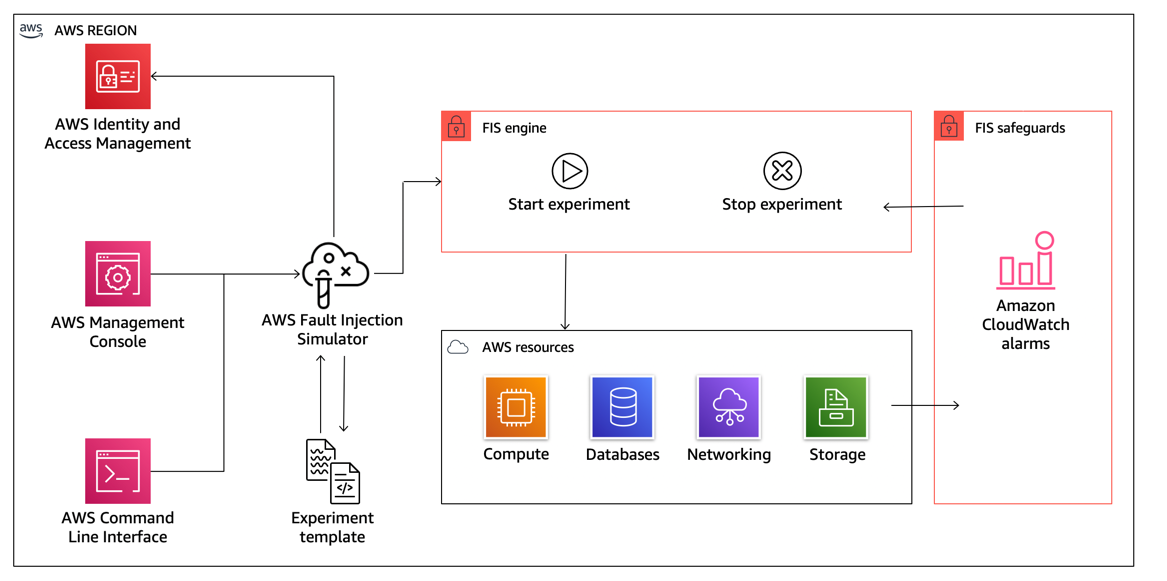 aws
AWS REGION
AWS Identity and
Access Management
AWS Management
Console
AWS Command
Line Interface
AWS Fault Injection
Simulator
Experiment
template
FIS engine
Start experiment
Stop experiment
AWS resources
Compute
Databases
Networking
Storage
FIS safeguards
Amazon
CloudWatch
alarms